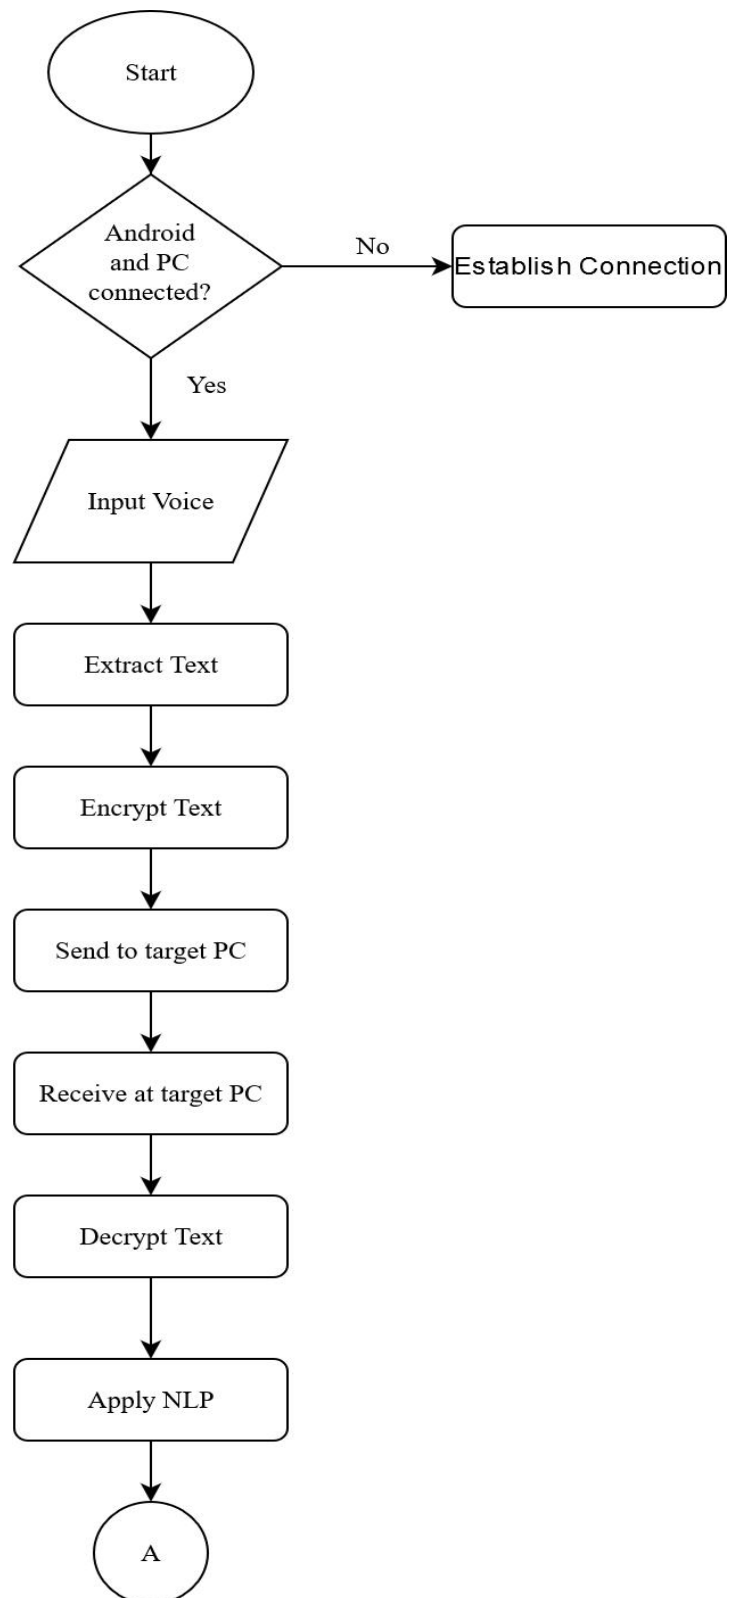 Start
Android
and PC
connected?
No
Establish Connection
Yes
Input Voice
Extract Text
Encrypt Text
Send to target PC
Receive at target PC
Decrypt Text
Apply NLP
A